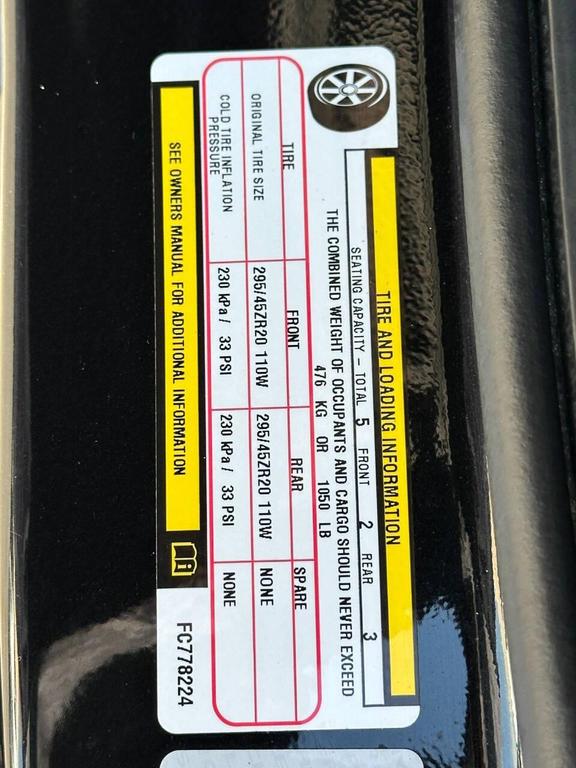 TIRE AND LOADING INFORMATION
SEATING CAPACITY – TOTAL 5 FRONT 2 REAR 3
THE COMBINED WEIGHT OF OCCUPANTS AND CARGO SHOULD NEVER EXCEED
476 KG OR 1050 LB
TIRE FRONT REAR SPARE
ORIGINAL TIRE SIZE 295/45ZR20 110W 295/45ZR20 110W NONE
COLD TIRE INFLATION PRESSURE 230 kPa/ 33 PSI 230 kPa/ 33 PSI NONE
SEE OWNERS MANUAL FOR ADDITIONAL INFORMATION
FC778224